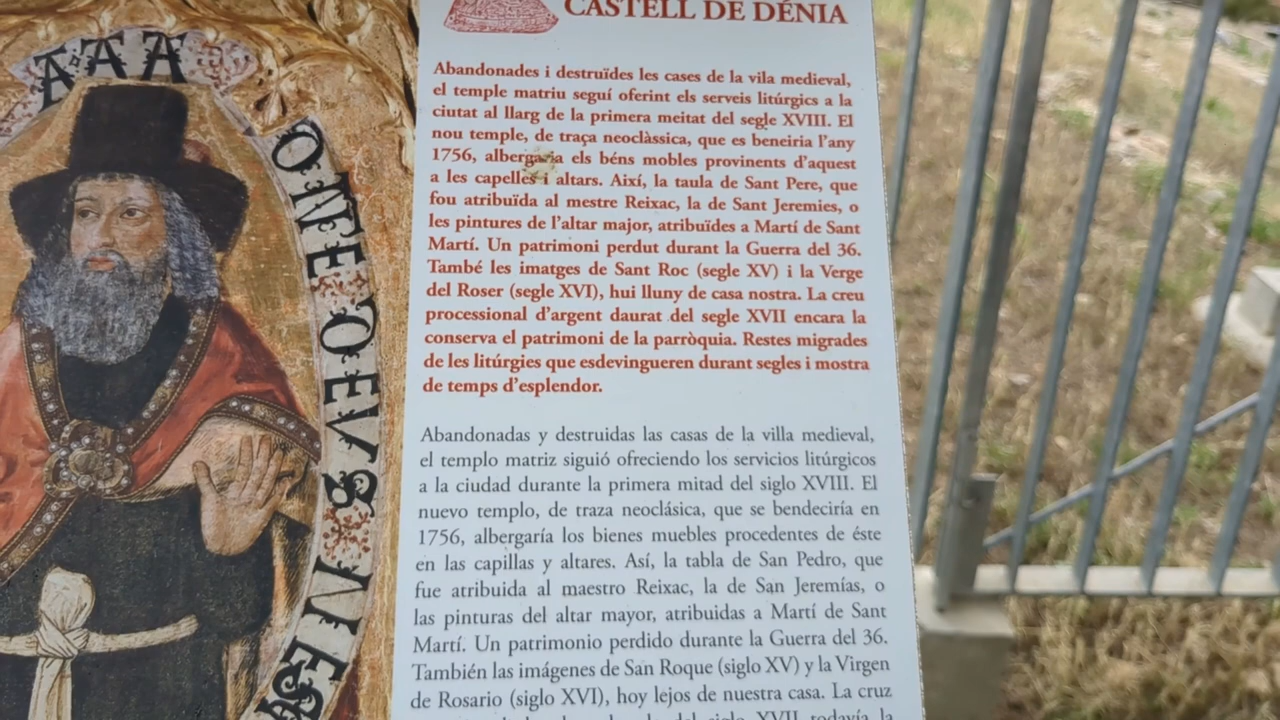 CASTELL DE DÉNIA
Abandonades i destruïdes les cases de la vila medieval,
el temple matriu seguí oferint els serveis litúrgics a la
ciutat al llarg de la primera meitat del segle XVIII. El
nou temple, de traça neoclàssica, que es beneiria l'any
1756, albergaria els béns mobles provinents d'aquest
a les capelles i altars. Així, la taula de Sant Pere, que
fou atribuïda al mestre Reixac, la de Sant Jeremies, o
les pintures de l'altar major, atribuïdes a Martí de Sant
Martí. Un patrimoni perdut durant la Guerra del 36.
També les imatges de Sant Roc (segle XV) i la Verge
del Roser (segle XVI), hui lluny de casa nostra. La creu
processional d'argent daurat del segle XVII encara la
conserva el patrimoni de la parròquia. Restes migrades
de les litúrgies que esdevingueren durant segles i mostra
de temps d'esplendor.
Abandonadas y destruidas las casas de la villa medieval,
el templo matriz siguió ofreciendo los servicios litúrgicos
a la ciudad durante la primera mitad del siglo XVIII. El
nuevo templo, de traza neoclásica, que se bendeciría en
1756, albergaría los bienes muebles procedentes de éste
en las capillas y altares. Así, la tabla de San Pedro, que
fue atribuida al maestro Reixac, la de San Jeremías, o
las pinturas del altar mayor, atribuidas a Martí de Sant
Martí. Un patrimonio perdido durante la Guerra del 36.
También las imágenes de San Roque (siglo XV) y la Virgen
de Rosario (siglo XVI), hoy lejos de nuestra casa. La cruz
del siglo XVII todavía la